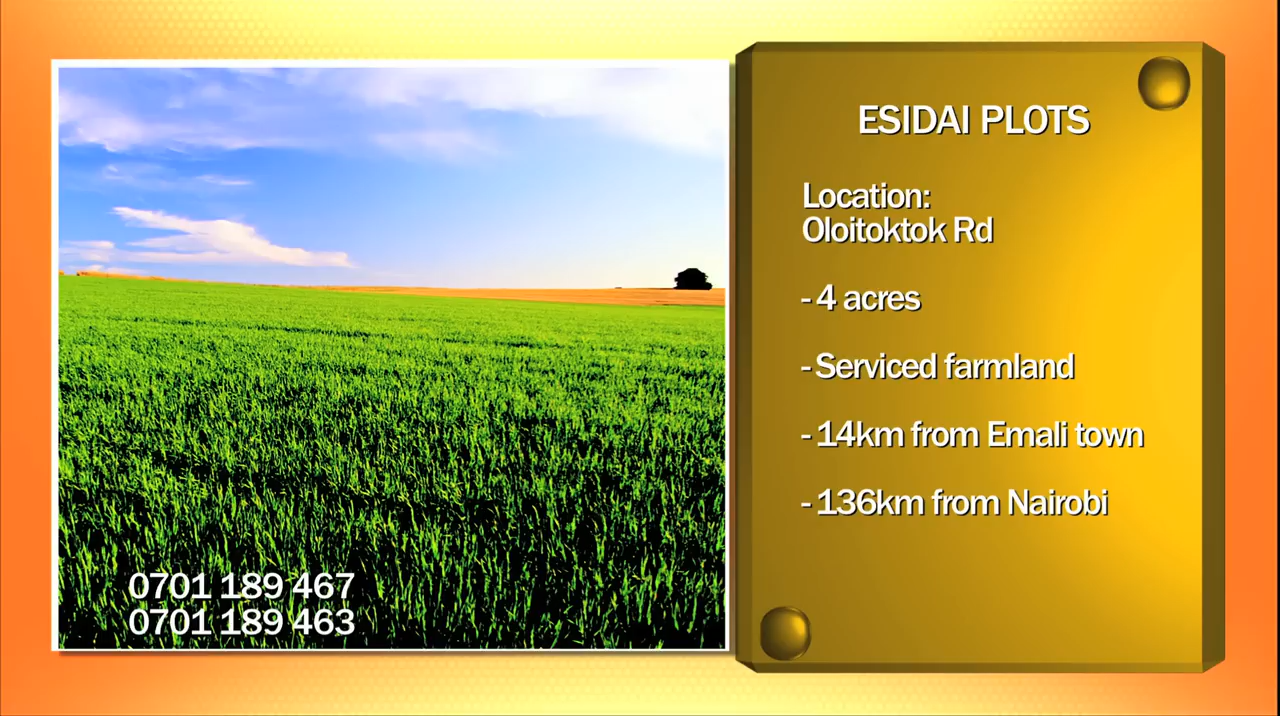 ESIDAI PLOTS
Location:
Oloitoktok Rd
- 4 acres
- Serviced farmland
- 14km from Emali town
- 136km from Nairobi
0701 189 467
0701 189 463